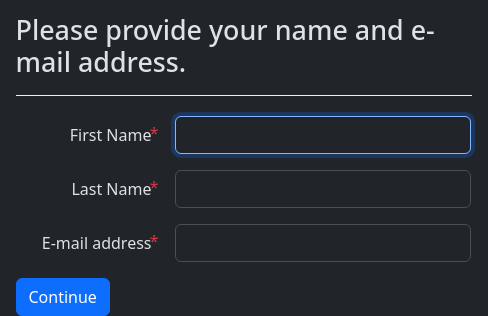 Please provide your name and e-
mail address.
First Name*
Last Name*
E-mail address*
Continue